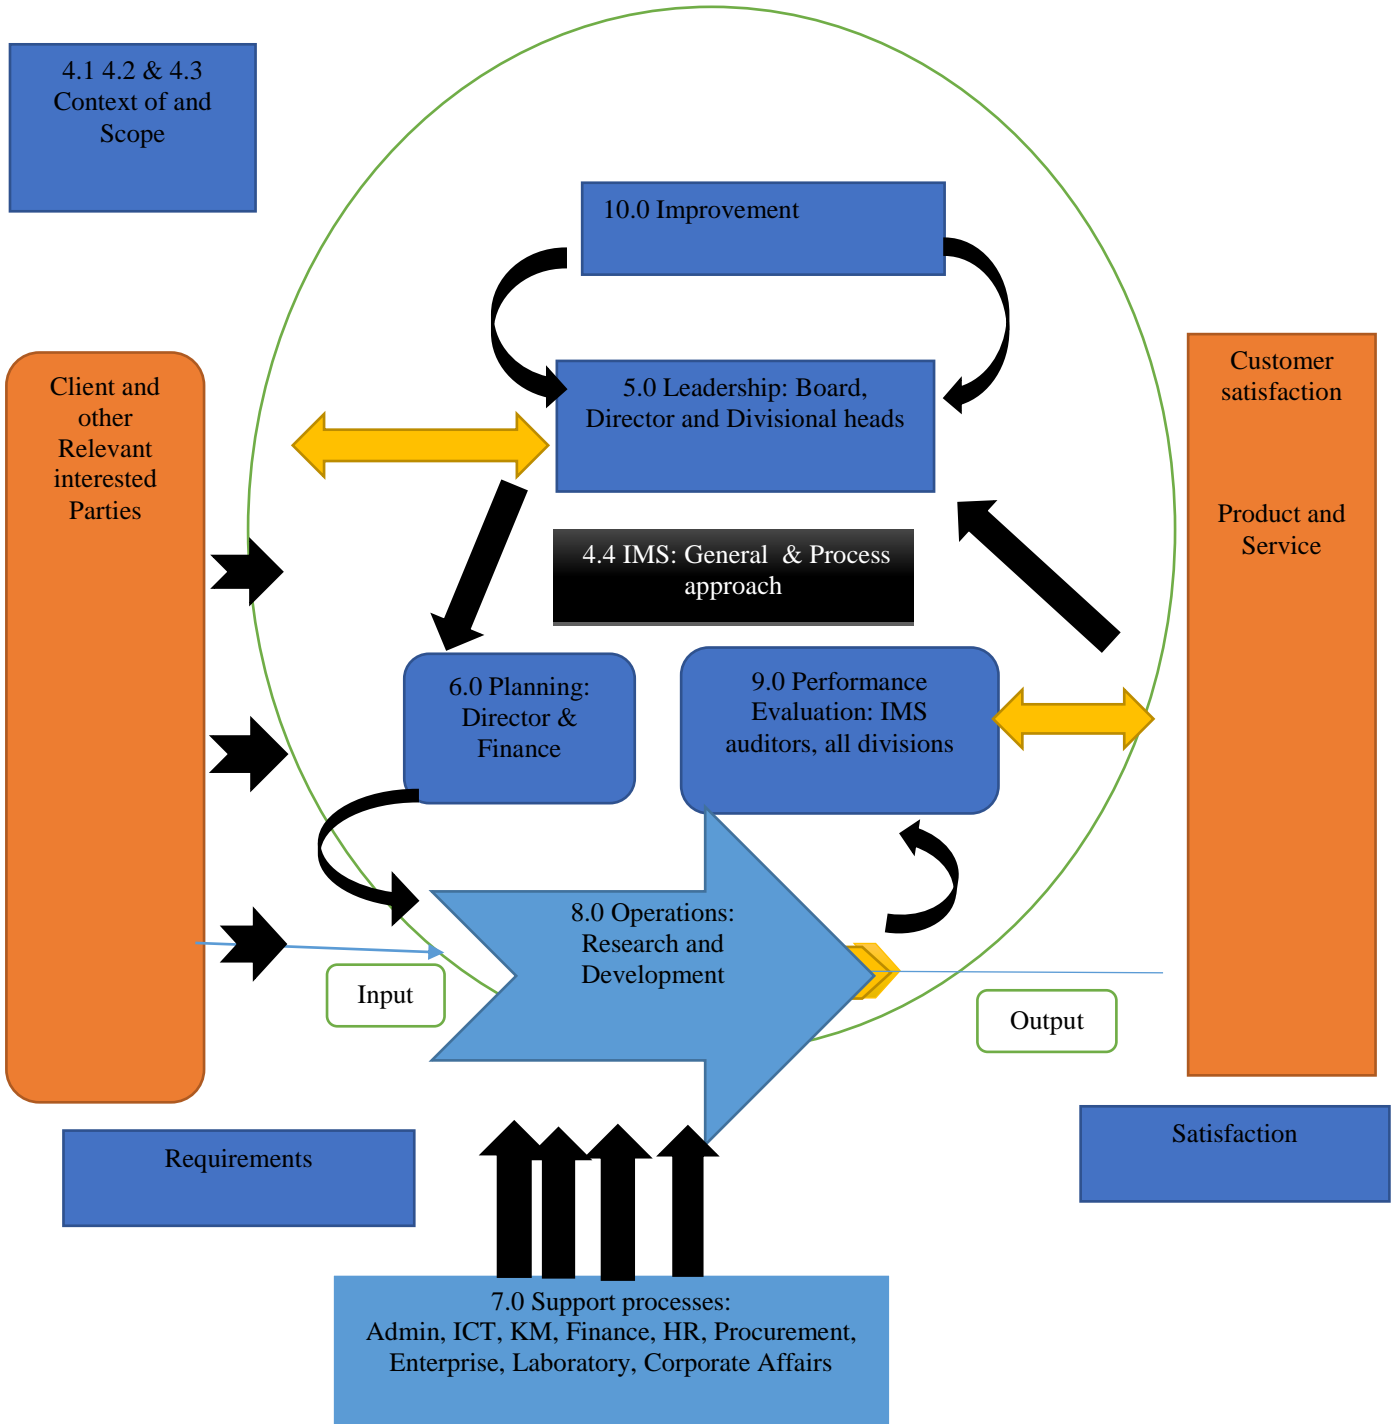 4.1 4.2 & 4.3
Context of and
Scope
10.0 Improvement
Client and
other
Relevant
interested
Parties
5.0 Leadership: Board,
Director and Divisional heads
Customer
satisfaction
Product and
Service
4.4 IMS: General & Process
approach
6.0 Planning:
Director &
Finance
9.0 Performance
Evaluation: IMS
auditors, all divisions
8.0 Operations:
Research and
Development
Input
Output
Requirements
Satisfaction
7.0 Support processes:
Admin, ICT, KM, Finance, HR, Procurement,
Enterprise, Laboratory, Corporate Affairs